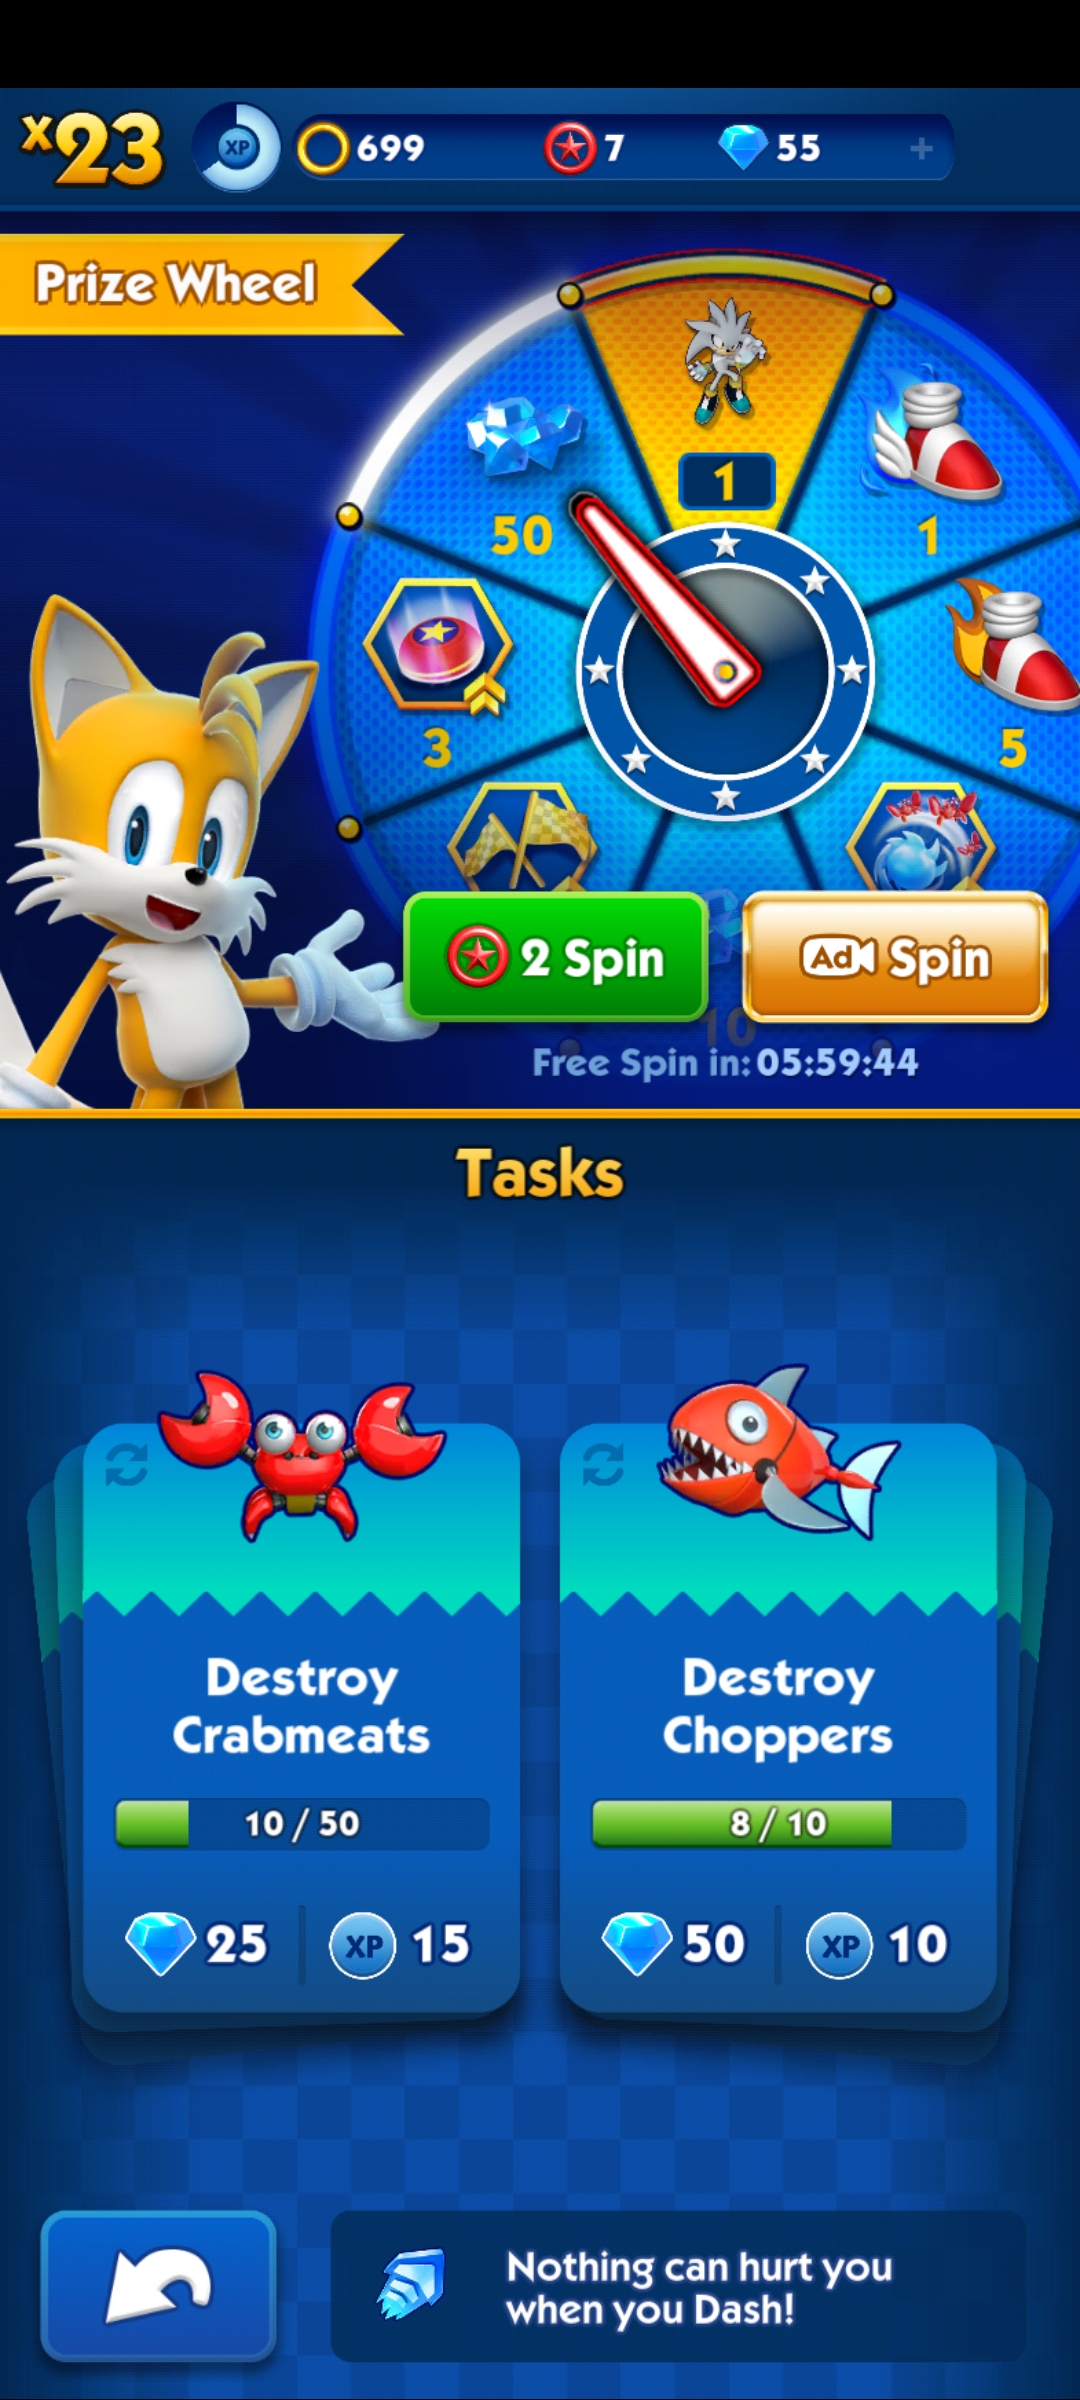 x23
XP
699
7
55
+
Prize Wheel
1
50
1
3
5
2 Spin
Ad Spin
10
Free Spin in: 05:59:44
Tasks
Destroy
Crabmeats
10 / 50
25
XP 15
Destroy
Choppers
8 / 10
50
XP 10
Nothing can hurt you
when you Dash!